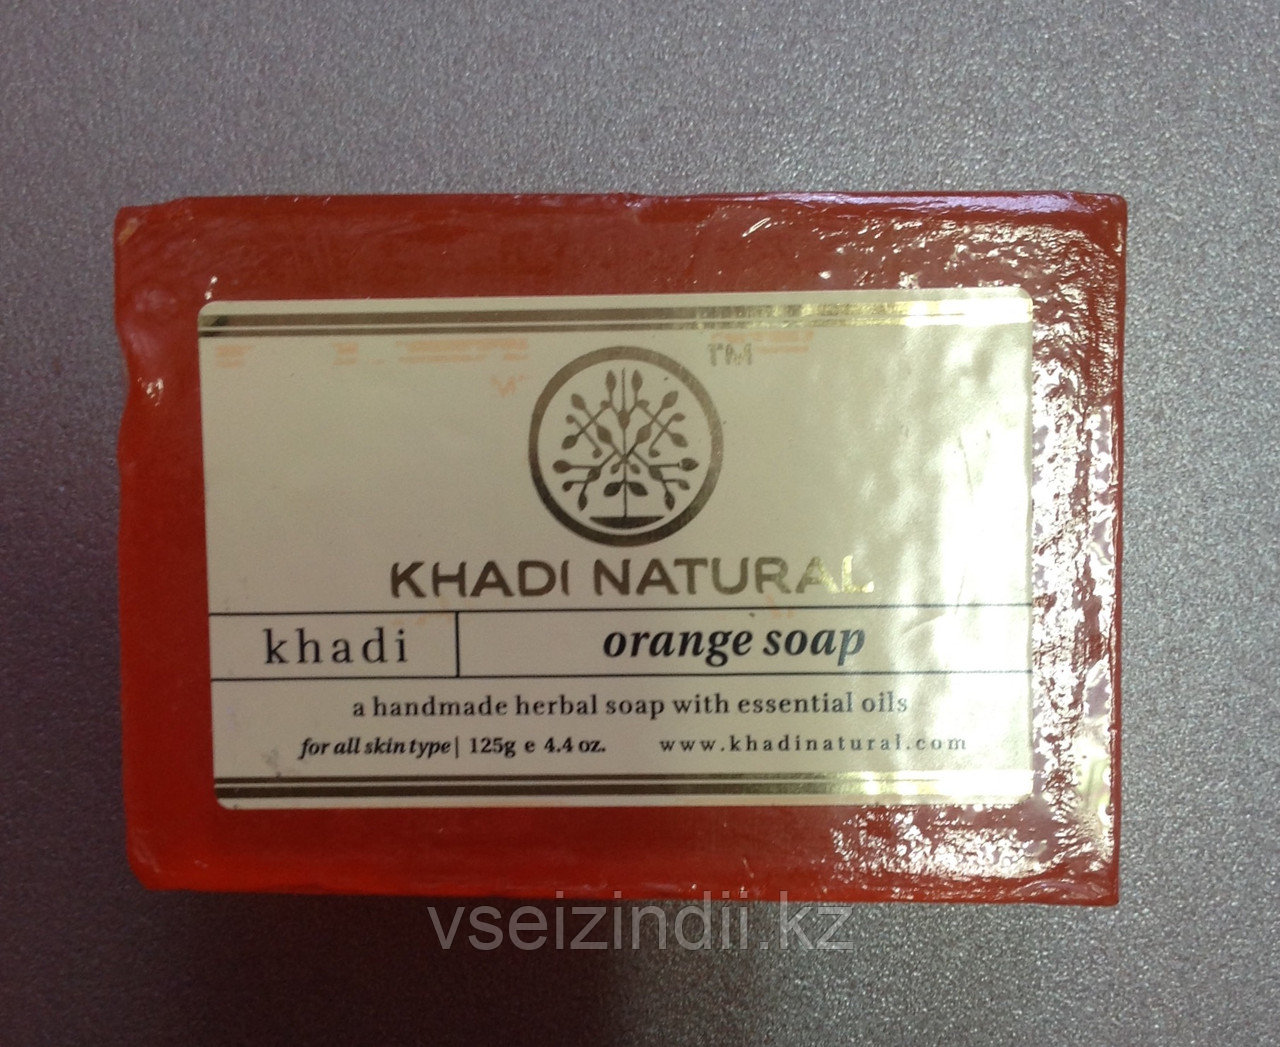 TM
KHADI NATURAL
khadi
orange soap
a handmade herbal soap with essential oils
for all skin type | 125g e 4.4 oz. www.khadinatural.com
vseizindii.kz